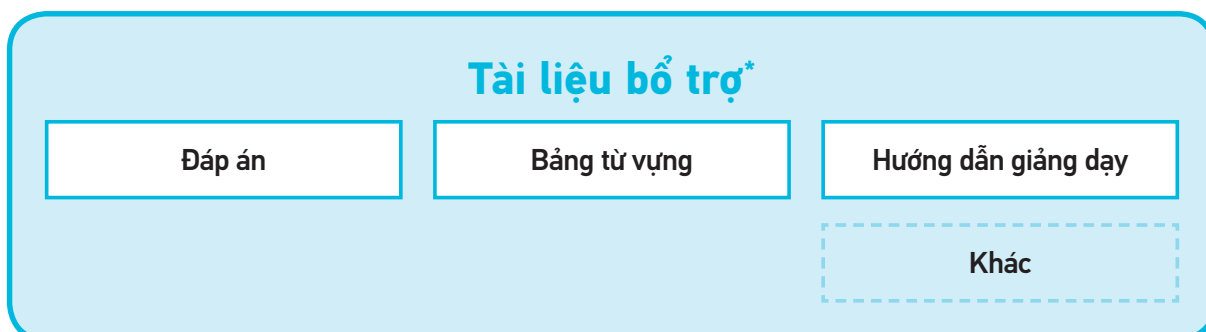 Tài liệu bổ trợ*
Đáp án
Bảng từ vựng
Hướng dẫn giảng dạy
Khác